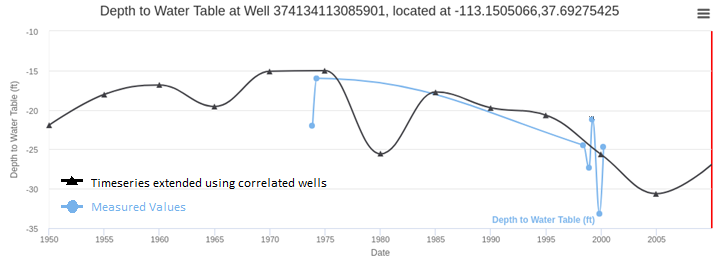 Depth to Water Table at Well 374134113085901, located at -113.1505066,37.69275425
Depth to Water Table (ft)
-10
-15
-20
-25
-30
-35
Timeseries extended using correlated wells
Measured Values
Depth to Water Table (ft)
1950 1955 1960 1965 1970 1975 1980 1985 1990 1995 2000 2005
Date